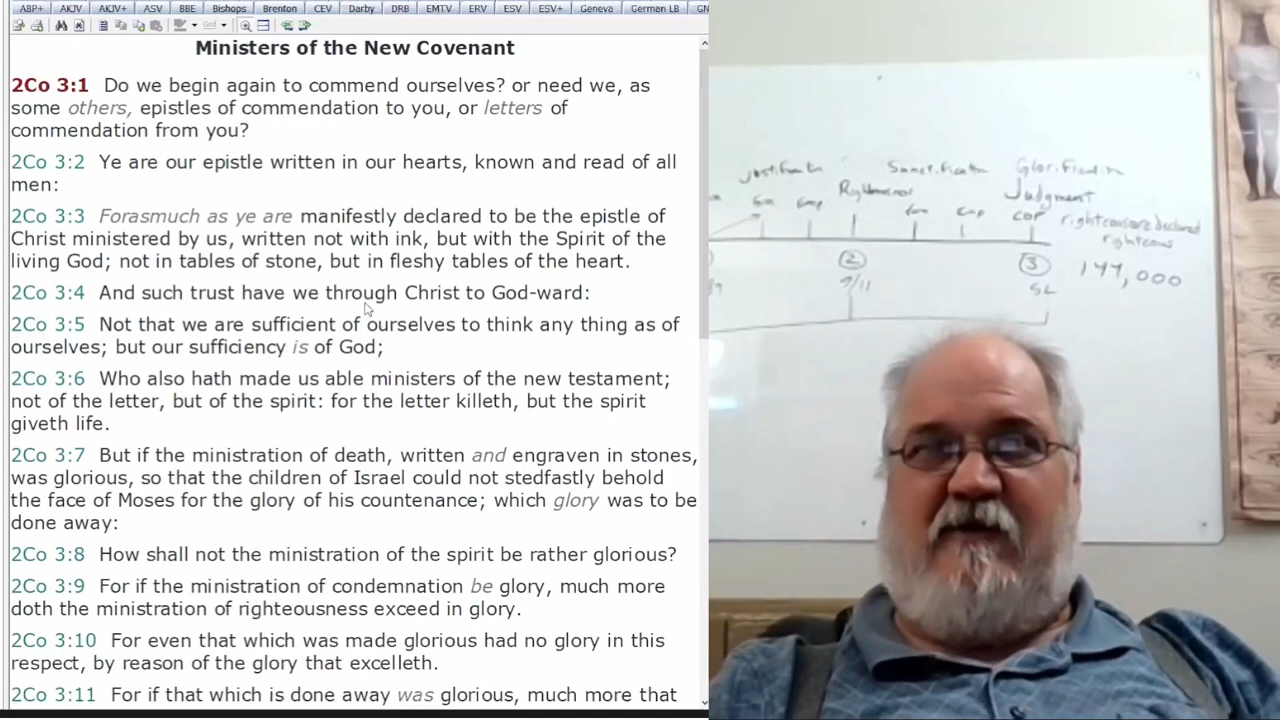 ABP+ AKJV AKJV+ ASV BBE Bishops Brenton CEV Darby DRB EMTV ERV ESV ESV+ Geneva German LB GN
Ministers of the New Covenant
2Co 3:1 Do we begin again to commend ourselves? or need we, as
some others, epistles of commendation to you, or letters of
commendation from you?
2Co 3:2 Ye are our epistle written in our hearts, known and read of all
men:
2Co 3:3 Forasmuch as ye are manifestly declared to be the epistle of
Christ ministered by us, written not with ink, but with the Spirit of the
living God; not in tables of stone, but in fleshy tables of the heart.
2Co 3:4 And such trust have we through Christ to God-ward:
2Co 3:5 Not that we are sufficient of ourselves to think any thing as of
ourselves; but our sufficiency is of God;
2Co 3:6 Who also hath made us able ministers of the new testament;
not of the letter, but of the spirit: for the letter killeth, but the spirit
giveth life.
2Co 3:7 But if the ministration of death, written and engraven in stones,
was glorious, so that the children of Israel could not stedfastly behold
the face of Moses for the glory of his countenance; which glory was to be
done away:
2Co 3:8 How shall not the ministration of the spirit be rather glorious?
2Co 3:9 For if the ministration of condemnation be glory, much more
doth the ministration of righteousness exceed in glory.
2Co 3:10 For even that which was made glorious had no glory in this
respect, by reason of the glory that excelleth.
2Co 3:11 For if that which is done away was glorious, much more that
Judgment
righteous are declared
righteous
2
3
9/11
SL
144,000